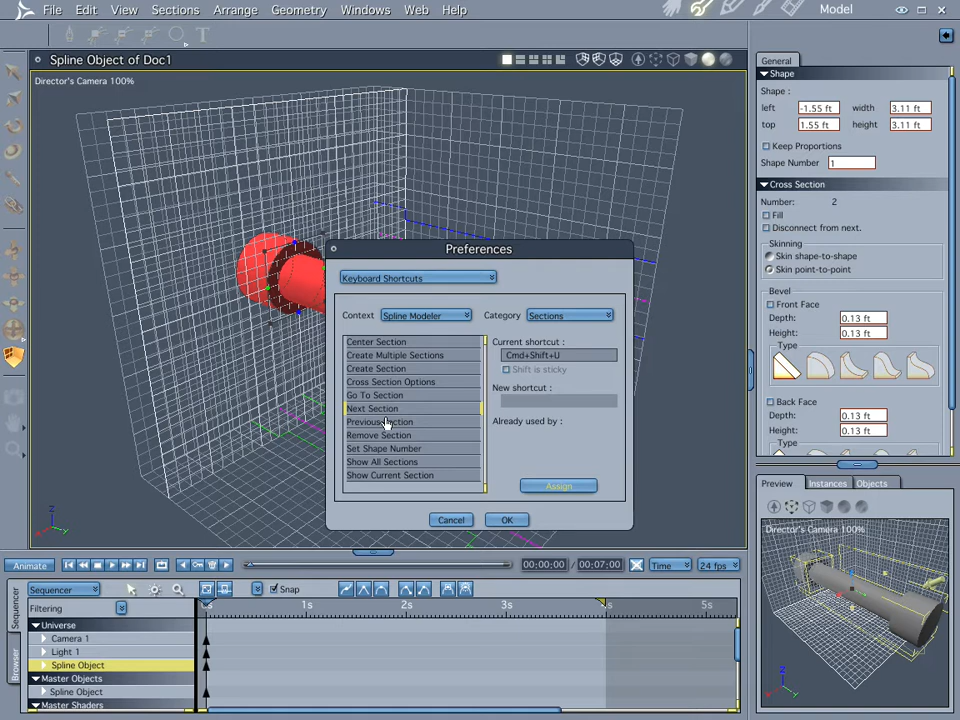 File Edit View Sections Arrange Geometry Windows Web Help Model
T
Spline Object of Doc1
Director's Camera 100%
Z
General
Shape
Shape :
left -1.55 ft width 3.11 ft
top 1.55 ft height 3.11 ft
Keep Proportions
Shape Number 1
Cross Section
Number: 2
Fill
Disconnect from next.
Skinning
Skin shape-to-shape
Skin point-to-point
Bevel
Front Face
Depth: 0.13 ft
Height: 0.13 ft
Type
Back Face
Depth: 0.13 ft
Height: 0.13 ft
Type
Preferences
Keyboard Shortcuts
Context Spline Modeler Category Sections
Center Section
Create Multiple Sections
Create Section
Cross Section Options
Go To Section
Next Section
Previous Section
Remove Section
Set Shape Number
Show All Sections
Show Current Section
Current shortcut :
Cmd+Shift+U
Shift is sticky
New shortcut :
Already used by :
Assign
Cancel OK
Preview Instances Objects
Director's Camera 100%
Z
Animate 00:00:00 / 00:07:00 Time 24 fps
Sequencer
Browser
Sequencer Snap
Filtering 1s 2s 3s 5s
Universe
Camera 1
Light 1
Spline Object
Master Objects
Spline Object
Master Shaders